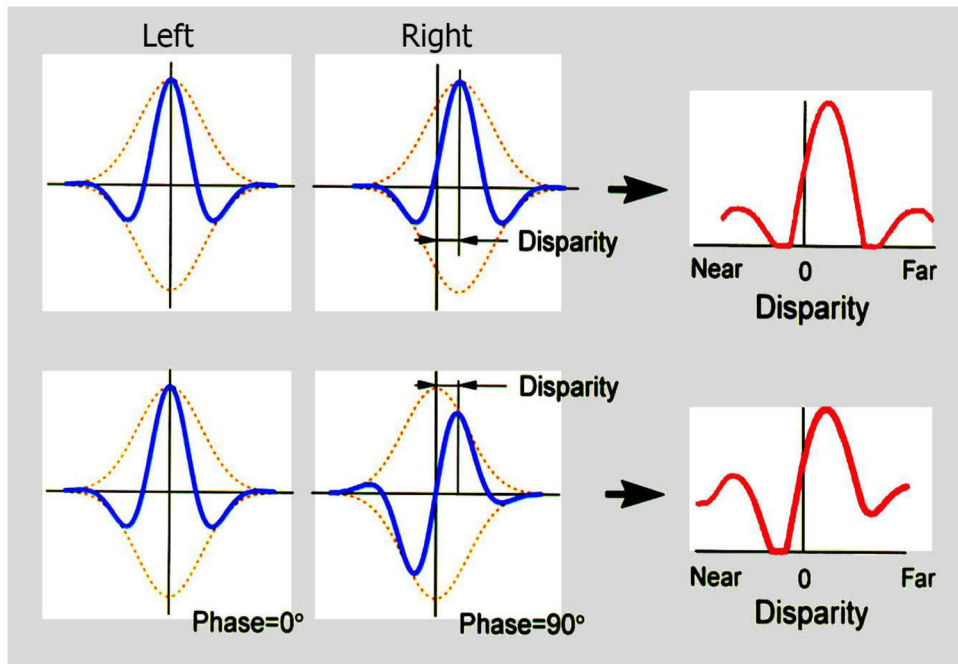 Left
Right
Disparity
Near
0
Far
Disparity
Disparity
Phase=0°
Phase=90°
Near
0
Far
Disparity